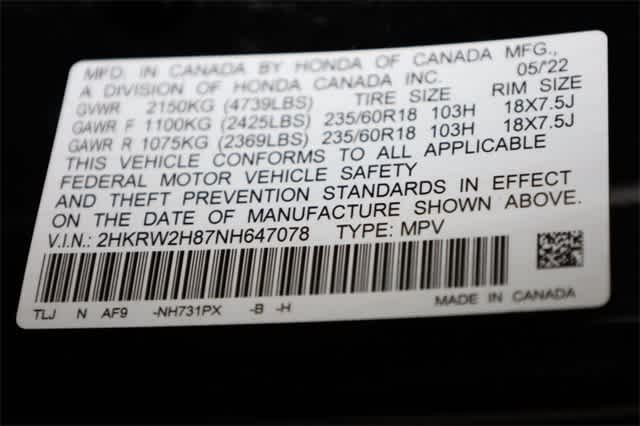 MFD. IN CANADA BY HONDA OF CANADA MFG.,
A DIVISION OF HONDA CANADA INC. 05/'22
GVWR 2150KG (4739LBS) TIRE SIZE RIM SIZE
GAWR F 1100KG (2425LBS) 235/60R18 103H 18X7.5J
GAWR R 1075KG (2369LBS) 235/60R18 103H 18X7.5J
THIS VEHICLE CONFORMS TO ALL APPLICABLE
FEDERAL MOTOR VEHICLE SAFETY
AND THEFT PREVENTION STANDARDS IN EFFECT
ON THE DATE OF MANUFACTURE SHOWN ABOVE.
V.I.N.: 2HKRW2H87NH647078 TYPE: MPV
TLJ N AF9 -NH731PX -B -H MADE IN CANADA